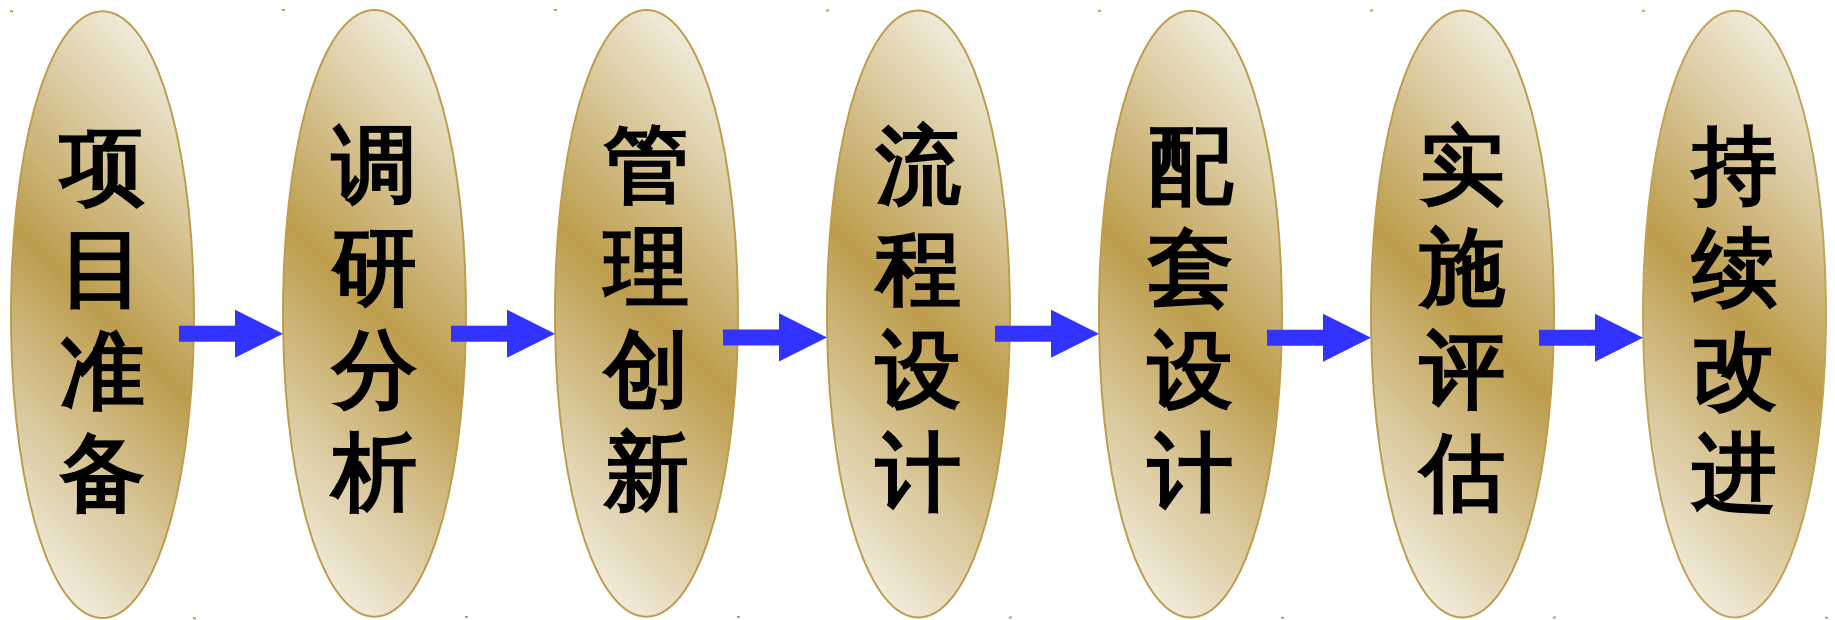 项目准备
调研分析
管理创新
流程设计
配套设计
实施评估
持续改进